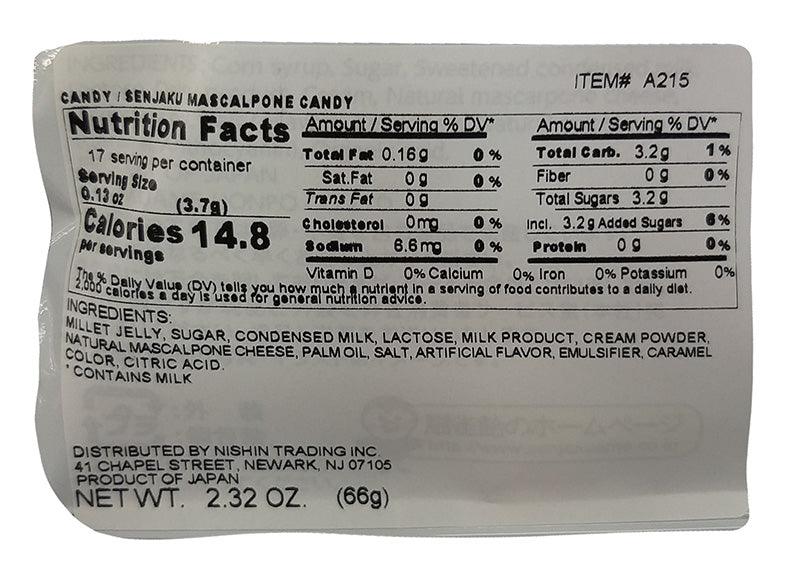 INGREDIENTS: Corn syrup, Sugar, Sweetened condensed milk
ITEM# A215
CANDY / SENJAKU MASCALPONE CANDY
Nutrition Facts
17 serving per container
Serving Size
0.13 oz (3.7g)
Calories 14.8
per servings
Amount / Serving % DV*
Total Fat 0.16g 0%
Sat.Fat 0g 0%
Trans Fat 0g
Cholesterol 0mg 0%
Sodium 6.6mg 0%
Amount / Serving % DV*
Total Carb. 3.2g 1%
Fiber 0g 0%
Total Sugars 3.2g
Incl. 3.2g Added Sugars 6%
Protein 0g 0%
Vitamin D 0% Calcium 0% Iron 0% Potassium 0%
The % Daily Value (DV) tells you how much a nutrient in a serving of food contributes to a daily diet.
2,000 calories a day is used for general nutrition advice.
INGREDIENTS:
MILLET JELLY, SUGAR, CONDENSED MILK, LACTOSE, MILK PRODUCT, CREAM POWDER,
NATURAL MASCALPONE CHEESE, PALM OIL, SALT, ARTIFICIAL FLAVOR, EMULSIFIER, CARAMEL
COLOR, CITRIC ACID.
* CONTAINS MILK
DISTRIBUTED BY NISHIN TRADING INC.
41 CHAPEL STREET, NEWARK, NJ 07105
PRODUCT OF JAPAN
NET WT. 2.32 OZ. (66g)